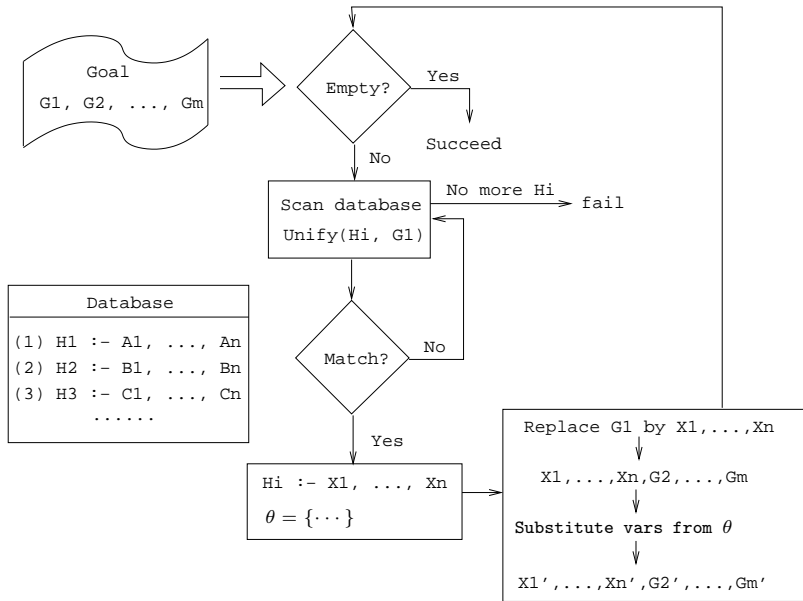 Goal
G1, G2, ..., Gm
Empty?
Yes
Succeed
No
Scan database
Unify(Hi, G1)
No more Hi
fail
Match?
No
Yes
Database
(1) H1 :- A1, ..., An
(2) H2 :- B1, ..., Bn
(3) H3 :- C1, ..., Cn
......
Hi :- X1, ..., Xn
θ = {···}
Replace G1 by X1,...,Xn
X1,...,Xn,G2,...,Gm
Substitute vars from θ
X1',...,Xn',G2',...,Gm'